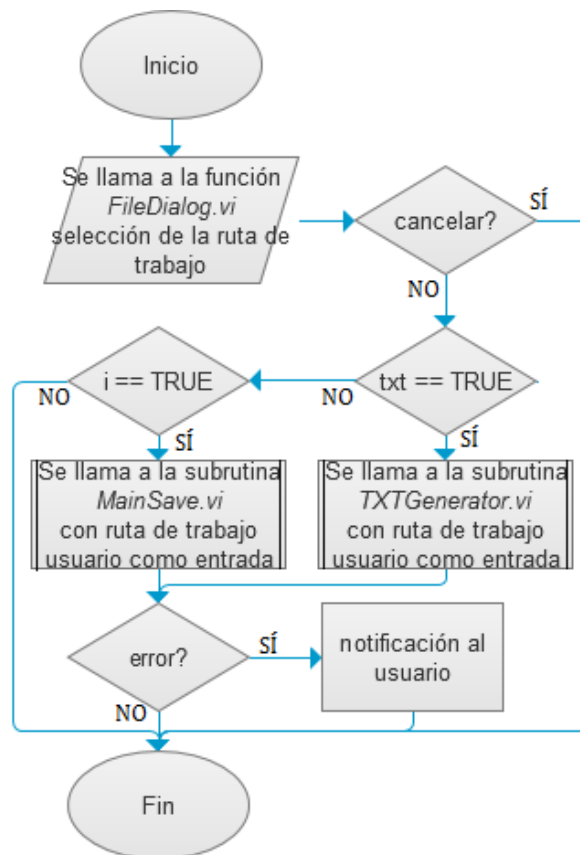 Inicio
Se llama a la función
FileDialog.vi
selección de la ruta de
trabajo
cancelar?
SÍ
NO
i == TRUE
NO
SÍ
txt == TRUE
NO
SÍ
Se llama a la subrutina
MainSave.vi
con ruta de trabajo
usuario como entrada
Se llama a la subrutina
TXTGenerator.vi
con ruta de trabajo
usuario como entrada
error?
SÍ
NO
notificación al
usuario
Fin